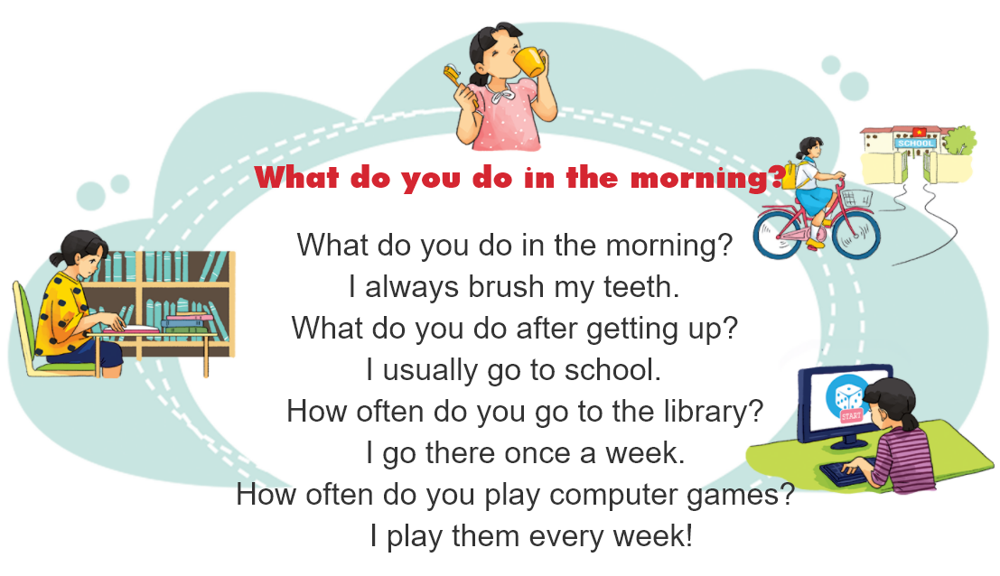 What do you do in the morning?
SCHOOL
What do you do in the morning?
I always brush my teeth.
What do you do after getting up?
I usually go to school.
How often do you go to the library?
I go there once a week.
START
How often do you play computer games?
I play them every week!